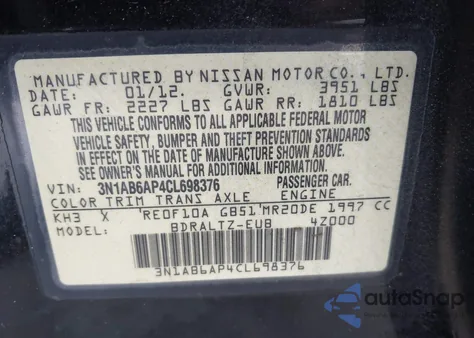 MANUFACTURED BY NISSAN MOTOR CO., LTD.
DATE: 01/12. GVWR: 3951 LBS
GAWR FR: 2227 LBS GAWR RR: 1810 LBS
THIS VEHICLE CONFORMS TO ALL APPLICABLE FEDERAL MOTOR
VEHICLE SAFETY, BUMPER AND THEFT PREVENTION STANDARDS
IN EFFECT ON THE DATE OF MANUFACTURE SHOWN ABOVE.
SEE OWNER'S MANUAL FOR ADDITIONAL INFORMATION.
VIN: 3N1AB6AP4CL698376 PASSENGER CAR.
COLOR TRIM TRANS AXLE ENGINE
KH3 X RE0F10A GB51 MR20DE 1997 CC
MODEL: BDRALTZ-EUB 4Z000
3N1AB6AP4CL698376
autoSnap